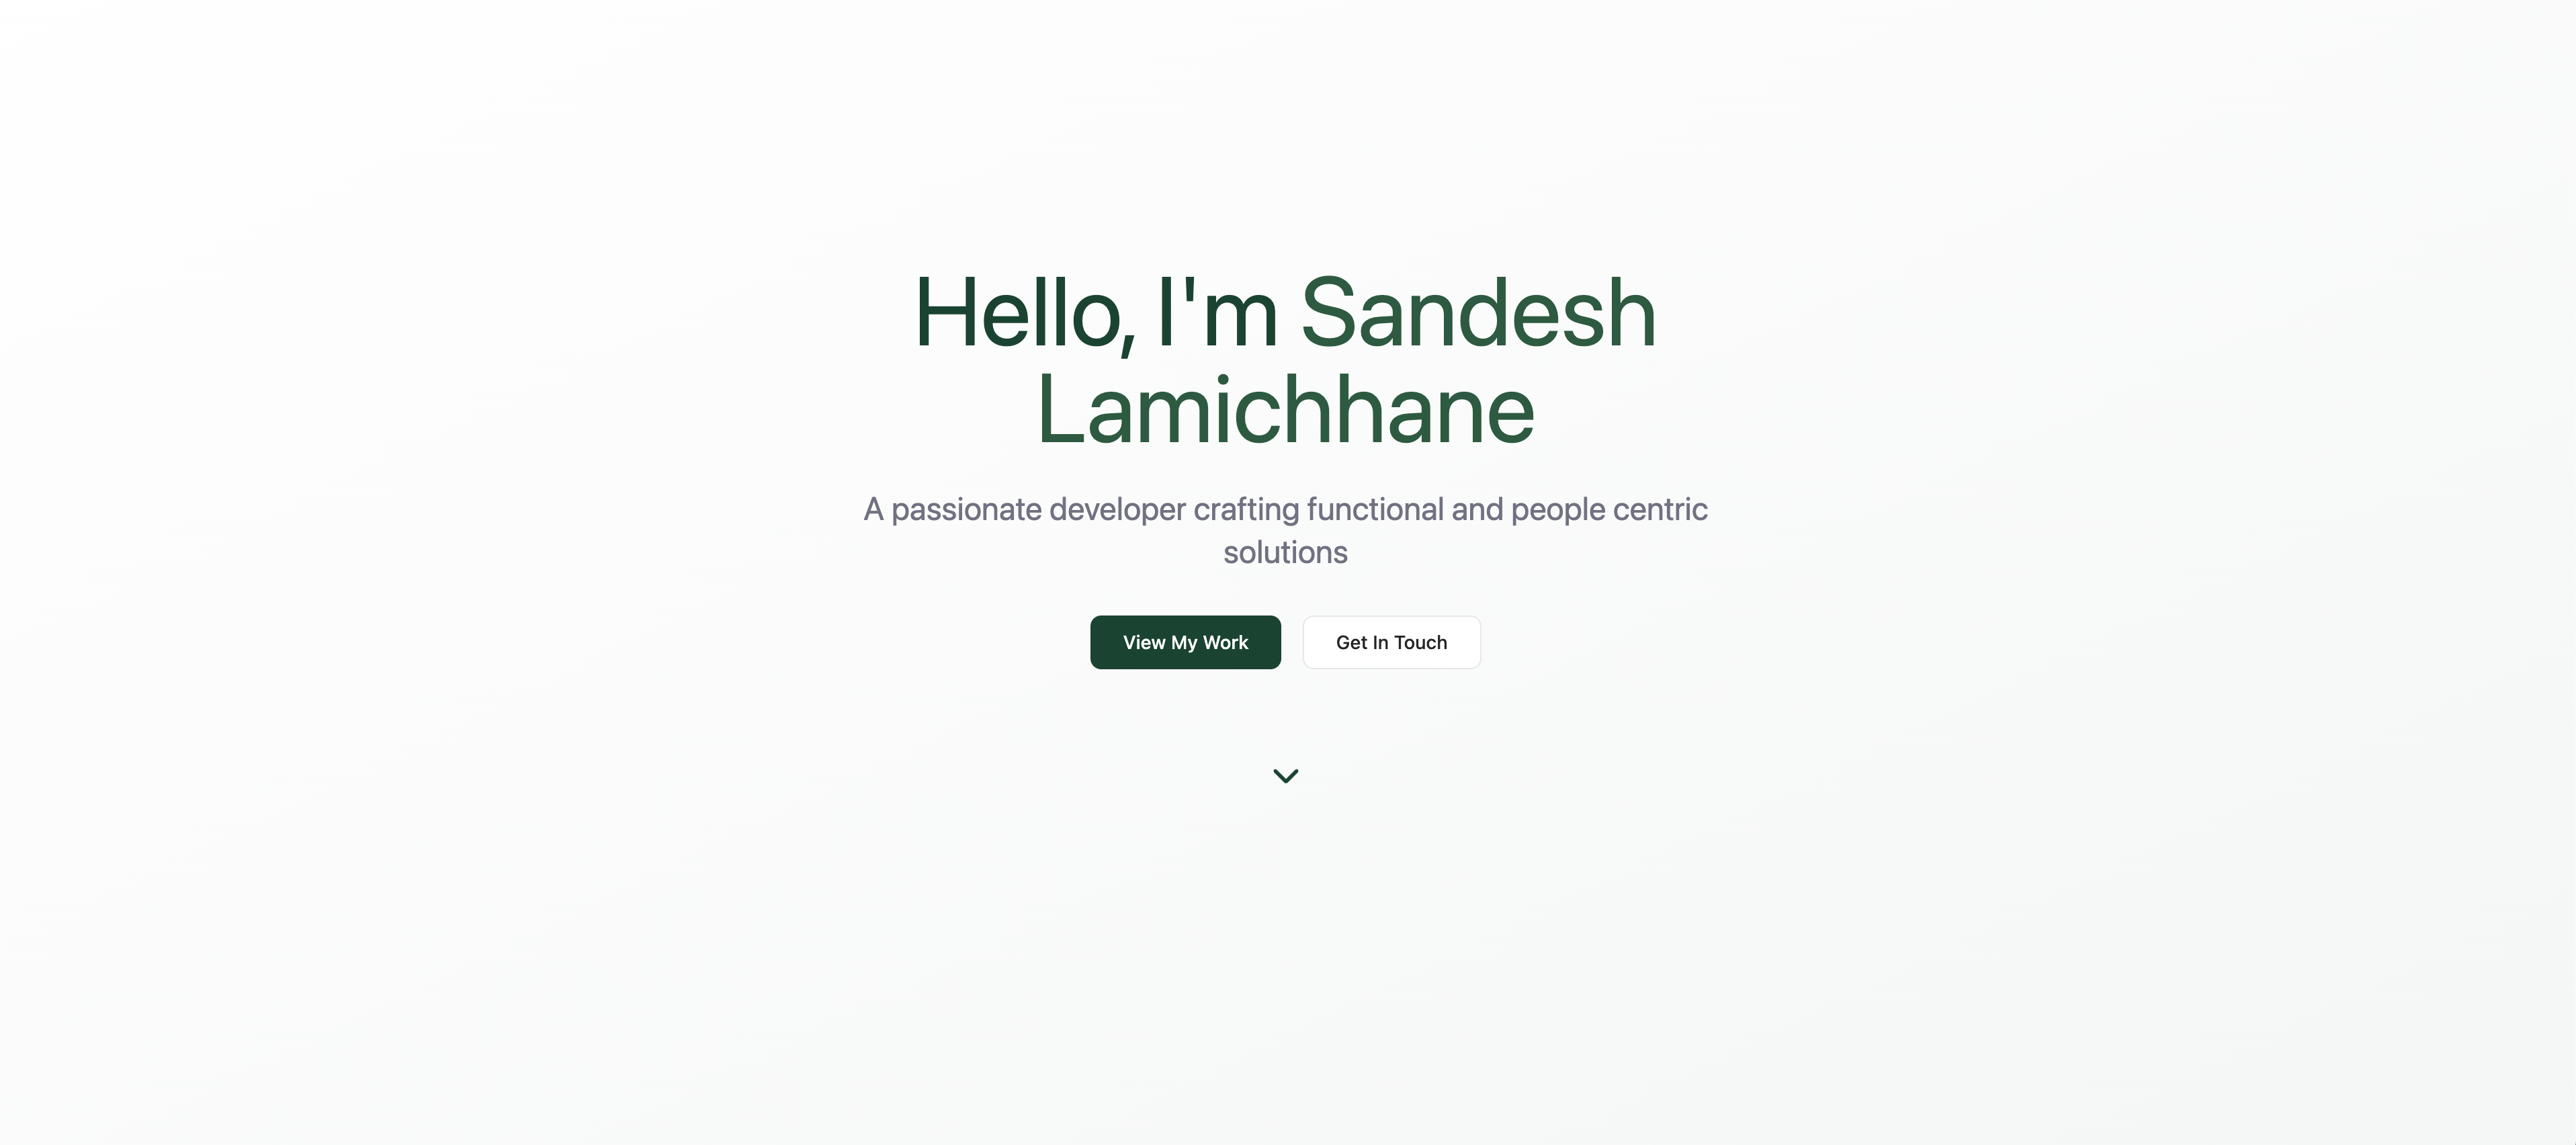 Hello, I'm Sandesh
Lamichhane
A passionate developer crafting functional and people centric
solutions
View My Work
Get In Touch